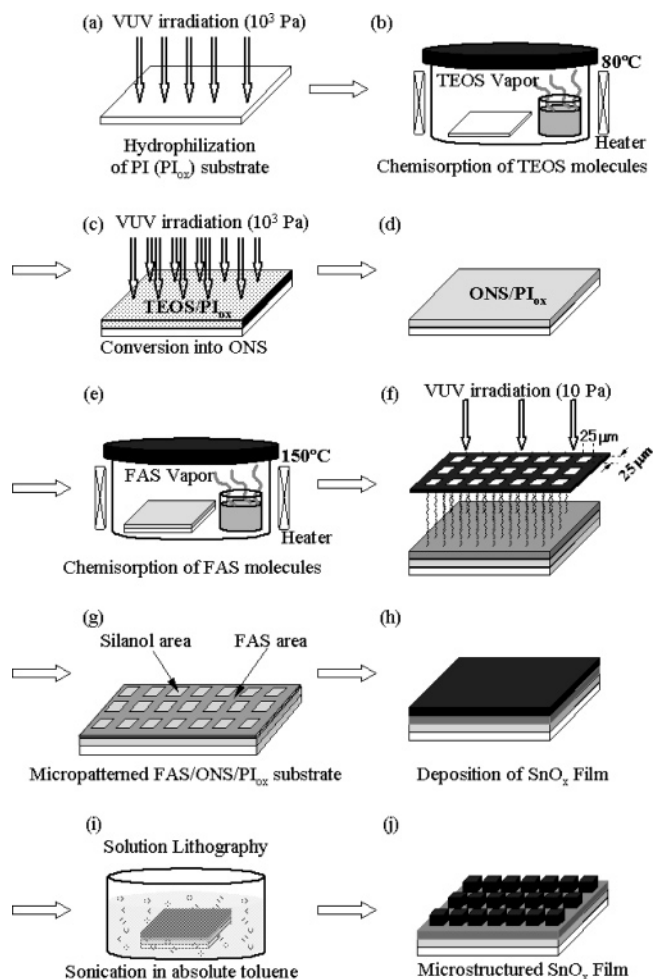 (a)
VUV irradiation (10³ Pa)
Hydrophilization
of PI (PIₒₓ) substrate
(b)
80ºC
TEOS Vapor
Heater
Chemisorption of TEOS molecules
(c)
VUV irradiation (10³ Pa)
TEOS/PIₒₓ
Conversion into ONS
(d)
ONS/PIₒₓ
(e)
150ºC
FAS Vapor
Heater
Chemisorption of FAS molecules
(f)
VUV irradiation (10 Pa)
25 µm
25 µm
(g)
Silanol area
FAS area
Micropatterned FAS/ONS/PIₒₓ substrate
(h)
Deposition of SnOₓ Film
(i)
Solution Lithography
Sonication in absolute toluene
(j)
Microstructured SnOₓ Film